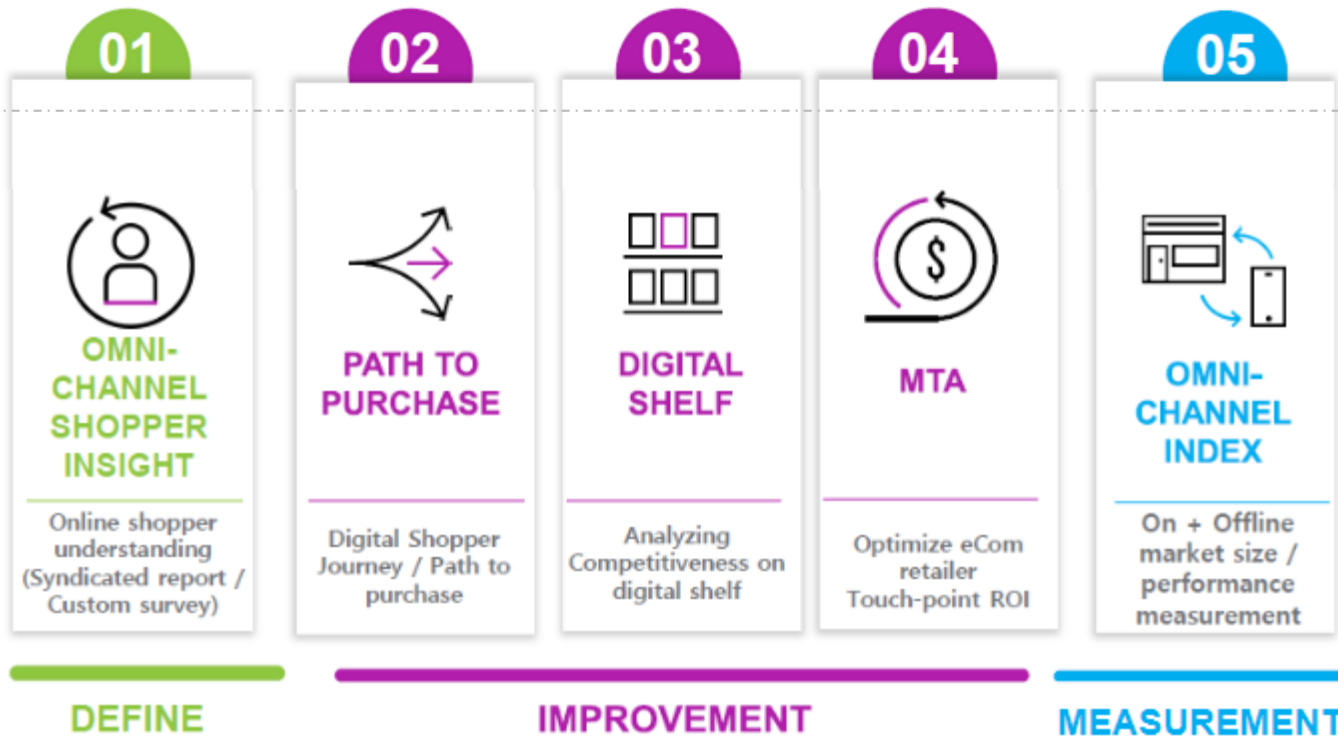 01
OMNI-
CHANNEL
SHOPPER
INSIGHT
Online shopper
understanding
(Syndicated report /
Custom survey)
02
PATH TO
PURCHASE
Digital Shopper
Journey / Path to
purchase
03
DIGITAL
SHELF
Analyzing
Competitiveness on
digital shelf
04
$
MTA
Optimize eCom
retailer
Touch-point ROI
05
OMNI-
CHANNEL
INDEX
On + Offline
market size /
performance
measurement
DEFINE
IMPROVEMENT
MEASUREMENT